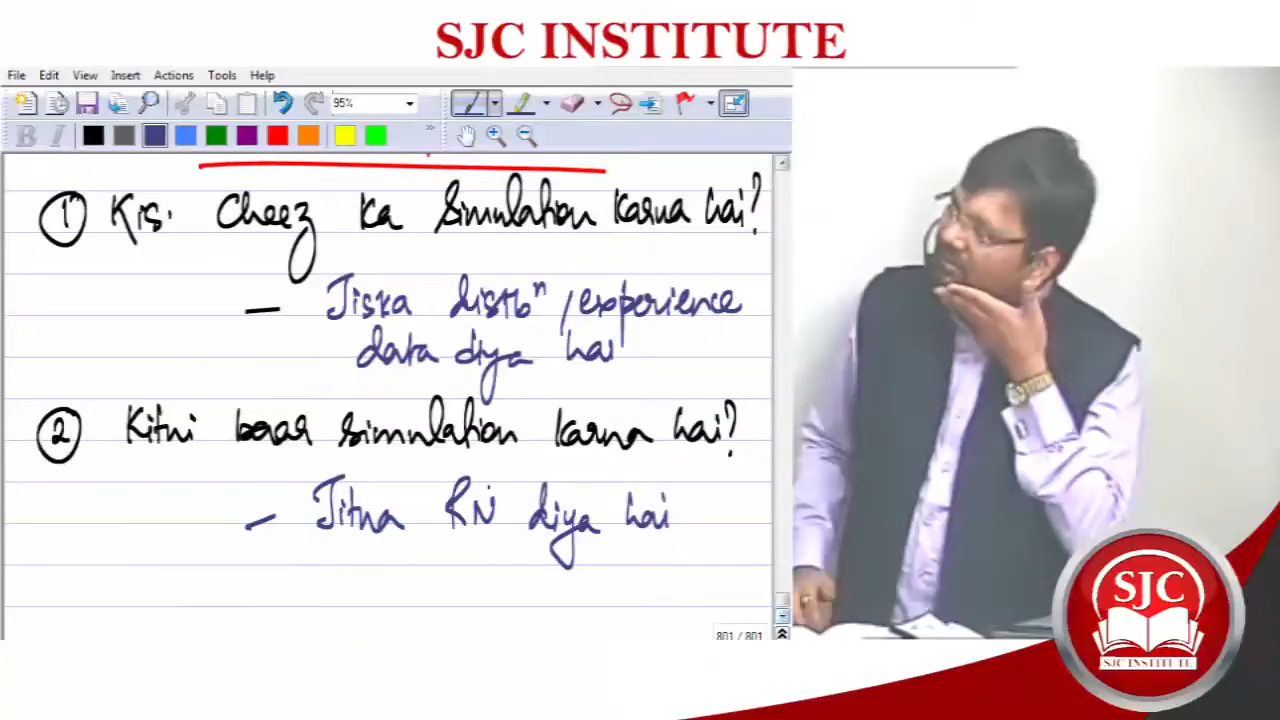 SJC INSTITUTE
File Edit View Insert Actions Tools Help
95%
B I
① Kis. Cheez ka simulation karna hai?
— Jiska distbⁿ / experience
data diya hai
② Kitni baar simulation karna hai?
— Jitna RN diya hai
801 / 801
SJC
SJC INSTITUTE